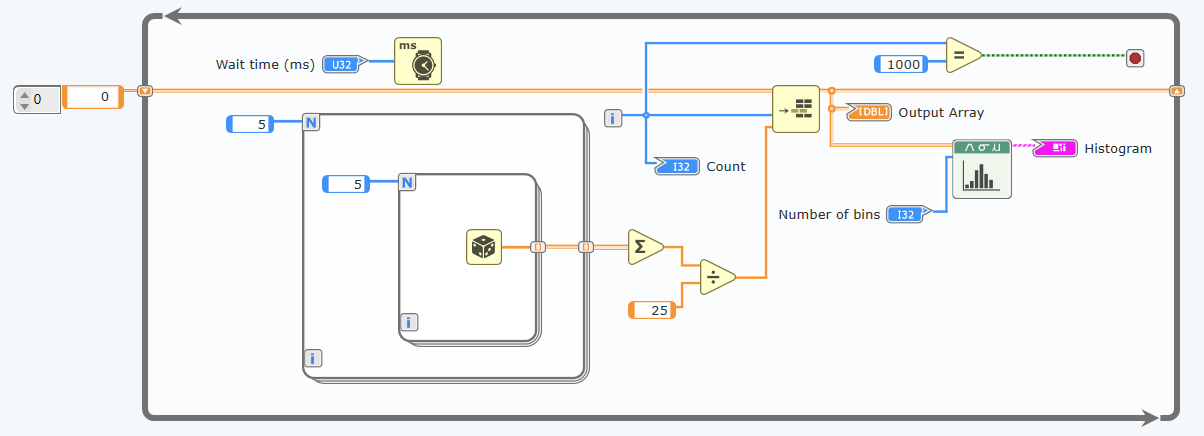 ms
Wait time (ms) U32
=
1000
0 0
i
[DBL] Output Array
5 N
I32 Count
Histogram
5 N
Number of bins I32
Σ
÷
25
i
i